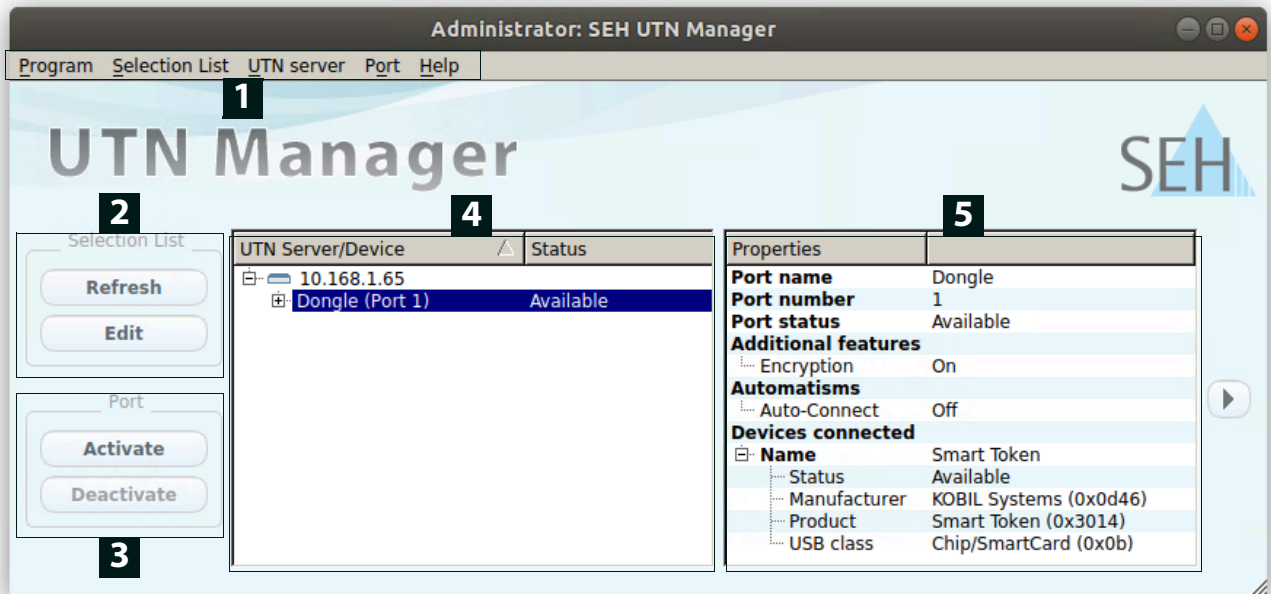 Administrator: SEH UTN Manager
Program Selection List UTN server Port Help
1
UTN Manager
SEH
2
4
5
Selection List
Refresh
Edit
Port
Activate
Deactivate
3
UTN Server/Device Status
10.168.1.65
Dongle (Port 1) Available
Properties
Port name Dongle
Port number 1
Port status Available
Additional features
Encryption On
Automatisms
Auto-Connect Off
Devices connected
Name Smart Token
Status Available
Manufacturer KOBIL Systems (0x0d46)
Product Smart Token (0x3014)
USB class Chip/SmartCard (0x0b)